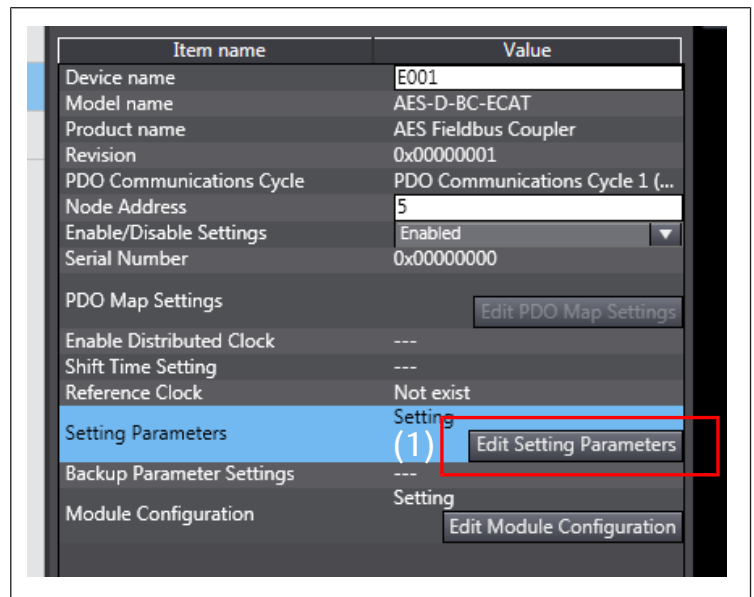 Item name Value
Device name E001
Model name AES-D-BC-ECAT
Product name AES Fieldbus Coupler
Revision 0x00000001
PDO Communications Cycle PDO Communications Cycle 1 (...
Node Address 5
Enable/Disable Settings Enabled
Serial Number 0x00000000
PDO Map Settings Edit PDO Map Settings
Enable Distributed Clock ---
Shift Time Setting ---
Reference Clock Not exist
Setting
Setting Parameters (1) Edit Setting Parameters
Backup Parameter Settings ---
Setting
Module Configuration Edit Module Configuration